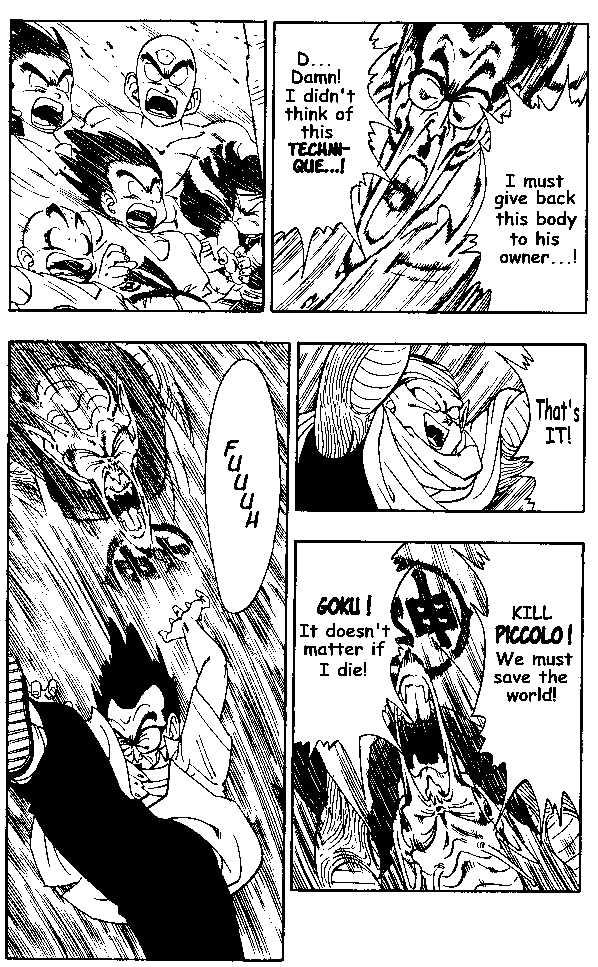 D...
Damn!
I didn't
think of
this
TECHNI-
QUE...!
I must
give back
this body
to his
owner...!
FUUUH
That's
IT!
GOKU!
It doesn't
matter if
I die!
KILL
PICCOLO!
We must
save the
world!